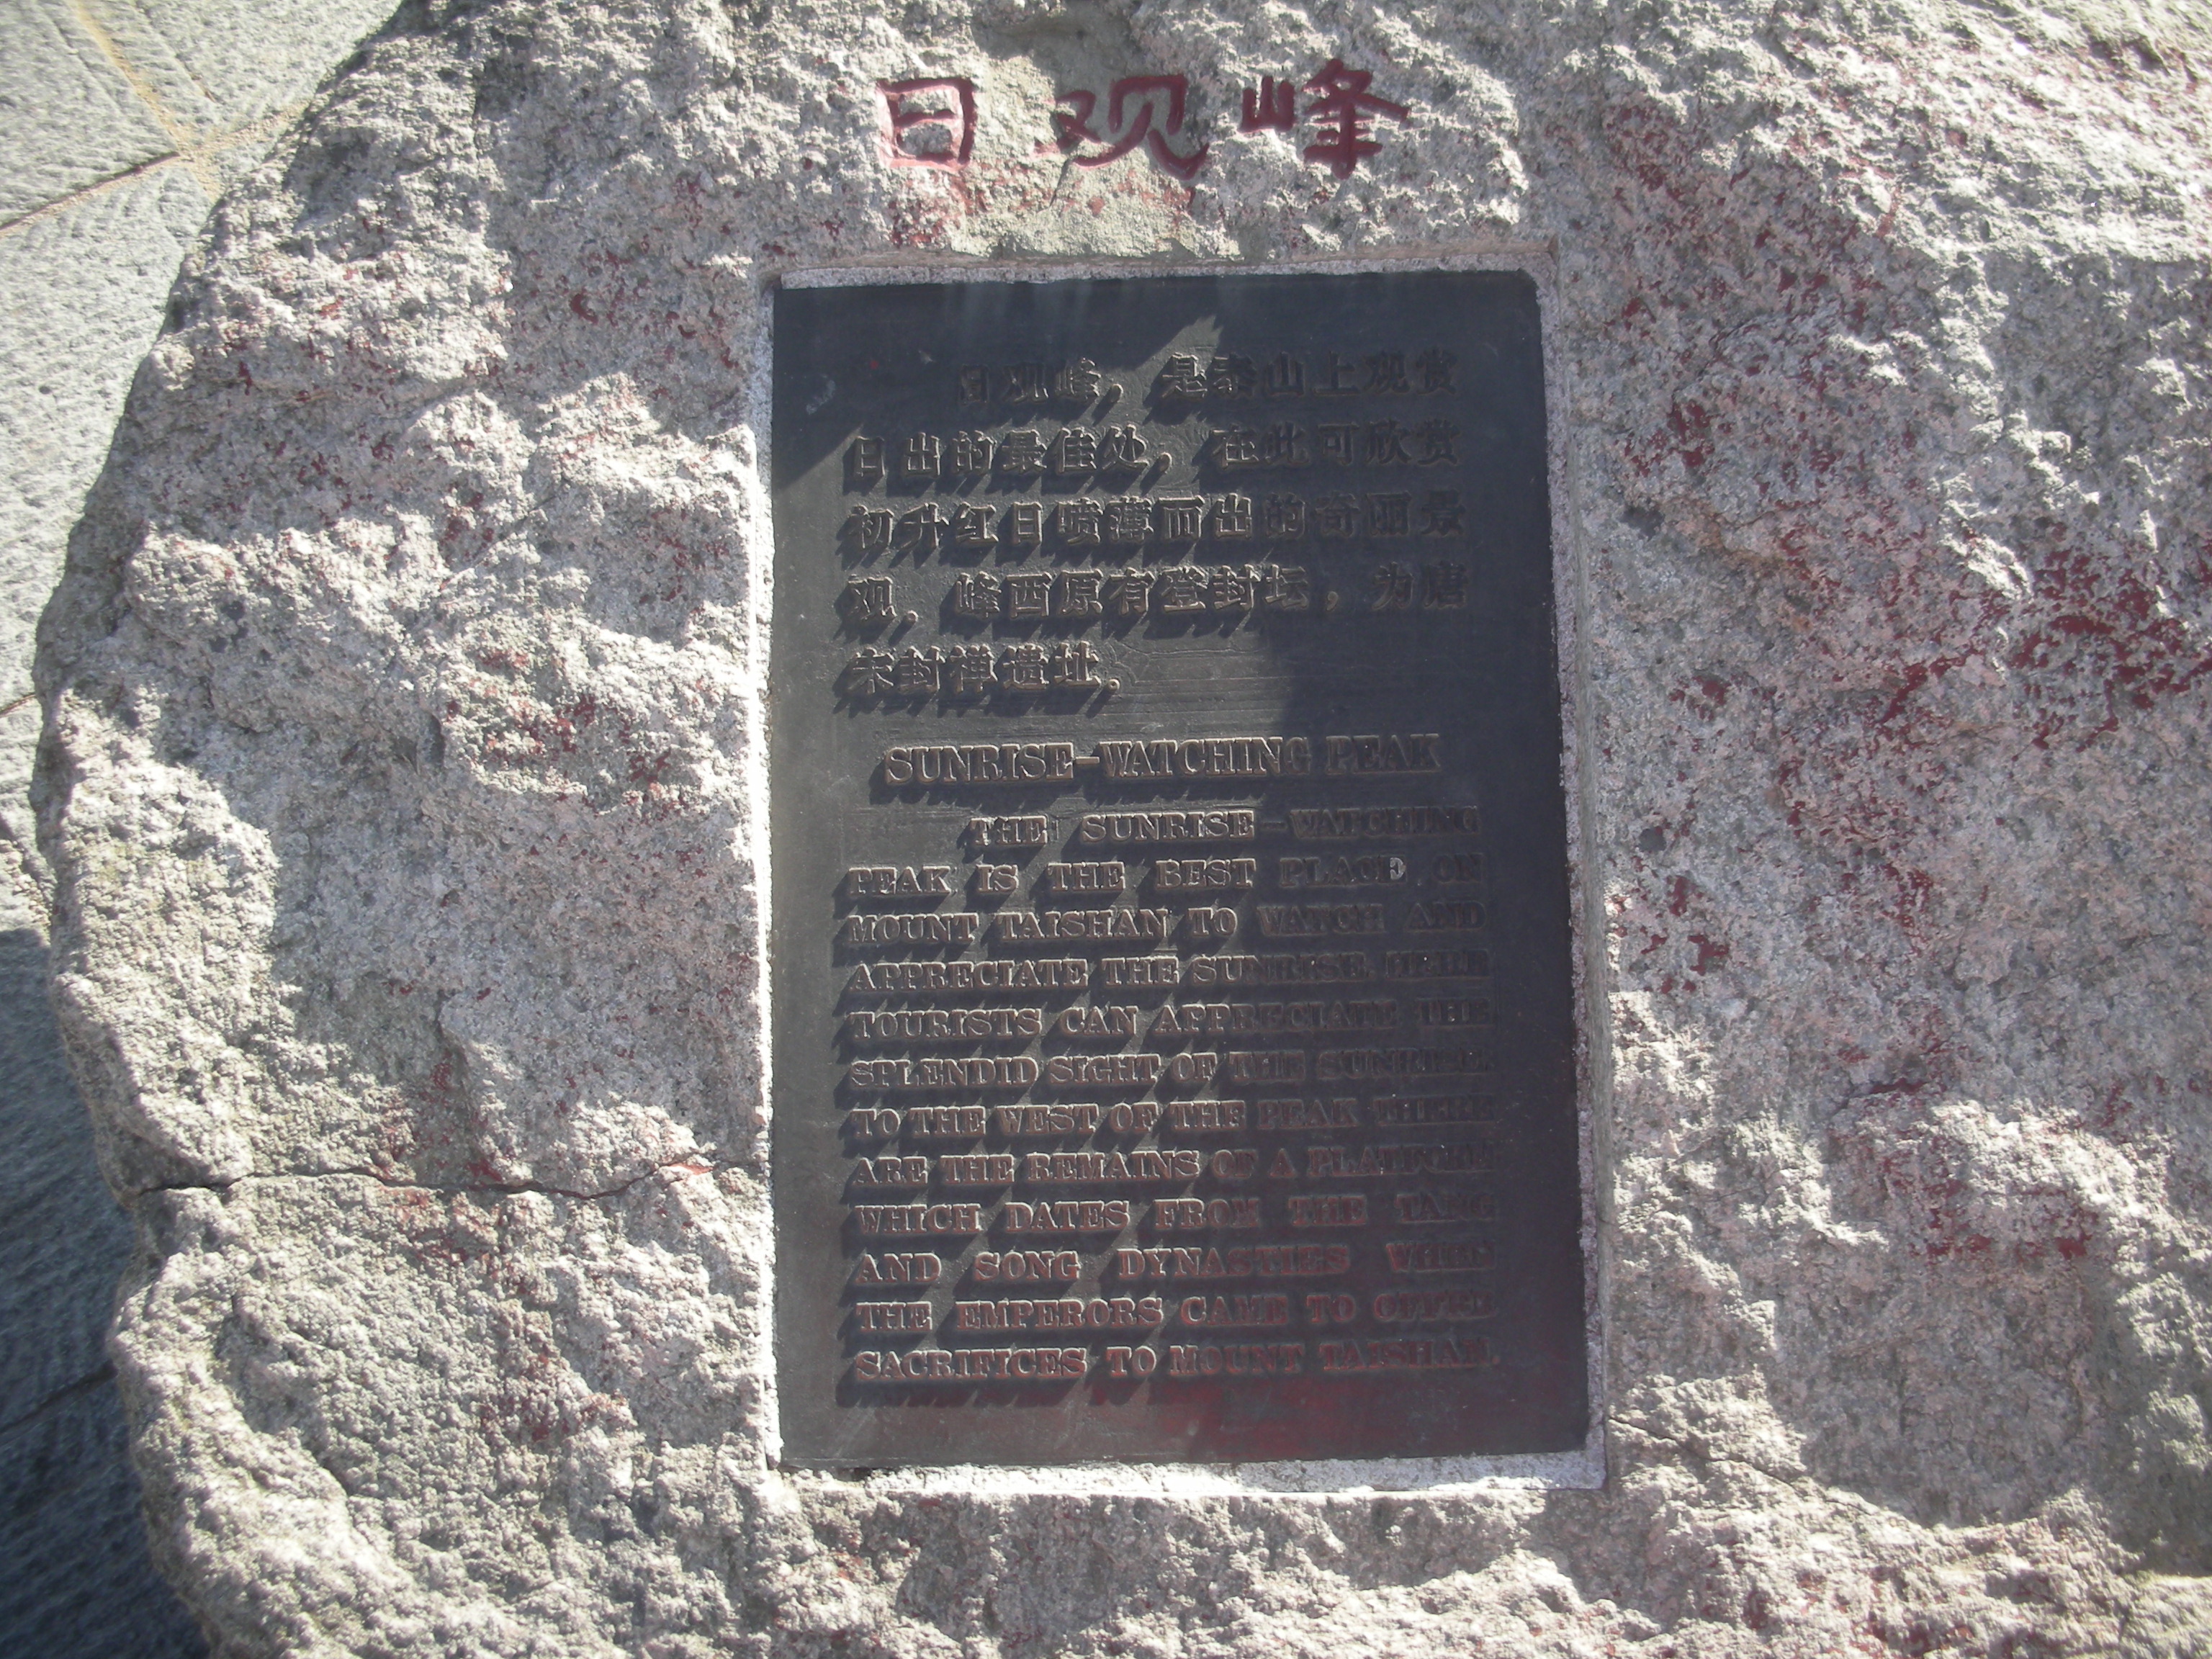 日观峰
日观峰，是泰山上观赏
日出的最佳处，在此可欣赏
初升红日喷薄而出的奇丽景
观。峰西原有登封坛，为唐
宋封禅遗址。
SUNRISE-WATCHING PEAK
THE SUNRISE-WATCHING
PEAK IS THE BEST PLACE ON
MOUNT TAISHAN TO WATCH AND
APPRECIATE THE SUNRISE. HERE
TOURISTS CAN APPRECIATE THE
SPLENDID SIGHT OF THE SUNRISE.
TO THE WEST OF THE PEAK THERE
ARE THE REMAINS OF A PLATFORM
WHICH DATES FROM THE TANG
AND SONG DYNASTIES WHEN
THE EMPERORS CAME TO OFFER
SACRIFICES TO MOUNT TAISHAN.